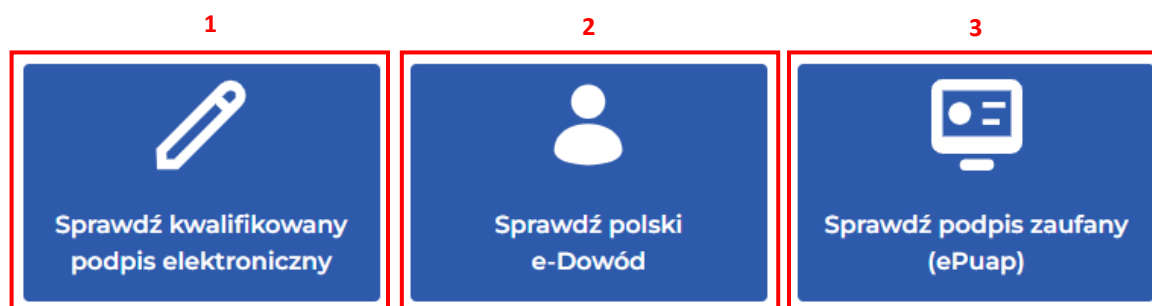 1
2
3
Sprawdź kwalifikowany
podpis elektroniczny
Sprawdź polski
e-Dowód
Sprawdź podpis zaufany
(ePuap)